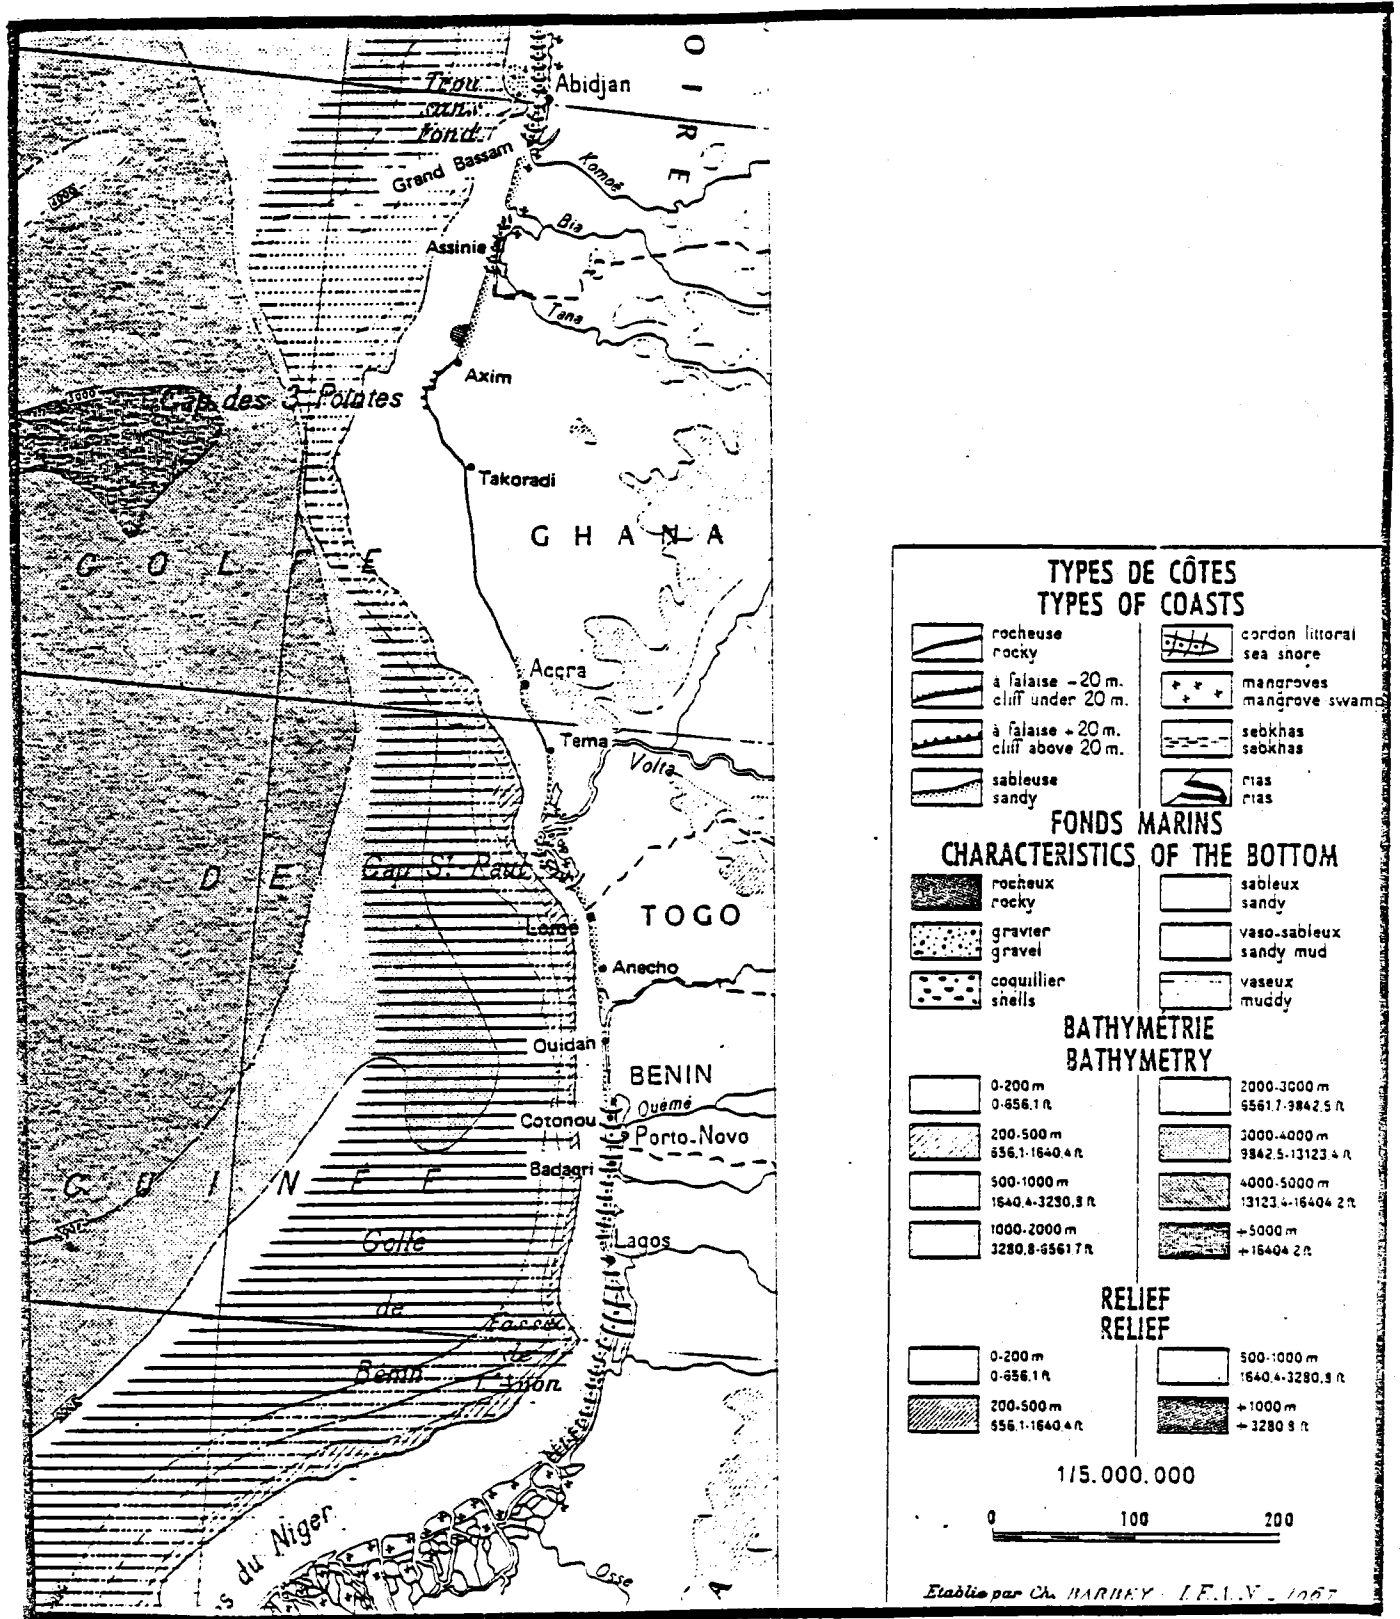 O I R E
Trou
sans
fond
Abidjan
Grand Bassam
Komoé
Bia
Assinie
Tana
Axim
Cap des 3 Pointes
3000
Takoradi
GHANA
GOLFE
Accra
Tema
Volta
DE
Cap St. Paul
Lomé
TOGO
Anecho
Ouidah
BENIN
Ouémé
Cotonou
Porto-Novo
Badagri
GUINÉE
Golfe
Lagos
de
Bénin
Fosse
de
L'Avon
du Niger
Osse
A
TYPES DE CÔTES
TYPES OF COASTS
rocheuse
rocky
à falaise - 20 m.
cliff under 20 m.
à falaise + 20 m.
cliff above 20 m.
sableuse
sandy
cordon littoral
sea shore
mangroves
mangrove swamp
sebkhas
sebkhas
rias
rias
FONDS MARINS
CHARACTERISTICS OF THE BOTTOM
rocheux
rocky
gravier
gravel
coquillier
shells
sableux
sandy
vaso-sableux
sandy mud
vaseux
muddy
BATHYMÉTRIE
BATHYMETRY
0-200 m
0-656,1 ft
200-500 m
656,1-1640,4 ft
500-1000 m
1640,4-3280,8 ft
1000-2000 m
3280,8-6561,7 ft
2000-3000 m
6561,7-9842,5 ft
3000-4000 m
9842,5-13123,4 ft
4000-5000 m
13123,4-16404,2 ft
+5000 m
+16404,2 ft
RELIEF
RELIEF
0-200 m
0-656,1 ft
200-500 m
656,1-1640,4 ft
500-1000 m
1640,4-3280,8 ft
+1000 m
+3280,8 ft
1/5.000.000
0 100 200
Etablie par Ch. BARBEY - I.F.A.N - 1967